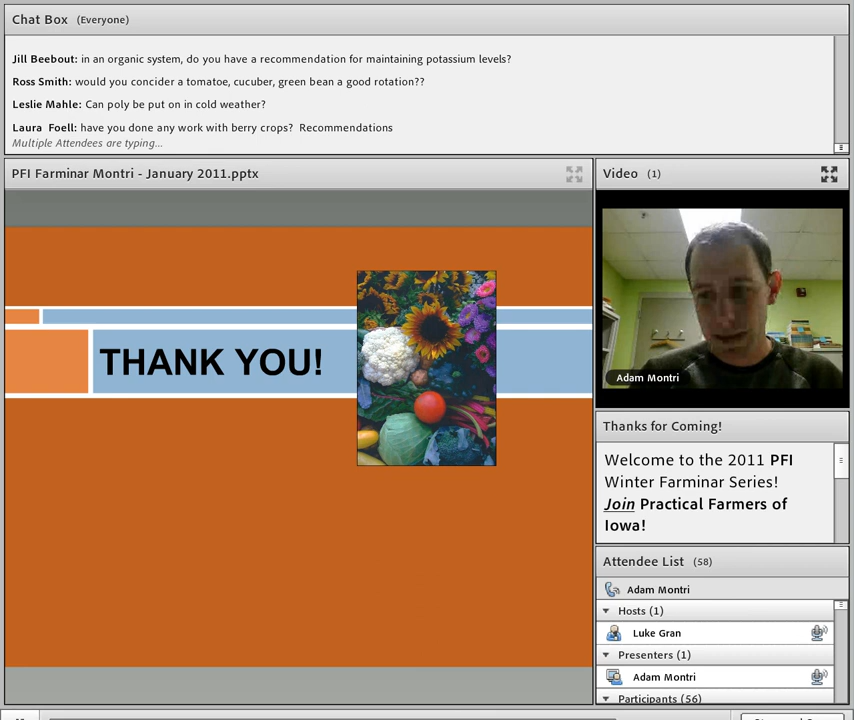 Chat Box (Everyone)
Jill Beebout: in an organic system, do you have a recommendation for maintaining potassium levels?
Ross Smith: would you concider a tomatoe, cucuber, green bean a good rotation??
Leslie Mahle: Can poly be put on in cold weather?
Laura Foell: have you done any work with berry crops? Recommendations
Multiple Attendees are typing...
PFI Farminar Montri - January 2011.pptx
THANK YOU!
Video (1)
Adam Montri
Thanks for Coming!
Welcome to the 2011 PFI
Winter Farminar Series!
Join Practical Farmers of
Iowa!
Attendee List (58)
Adam Montri
Hosts (1)
Luke Gran
Presenters (1)
Adam Montri
Participants (56)